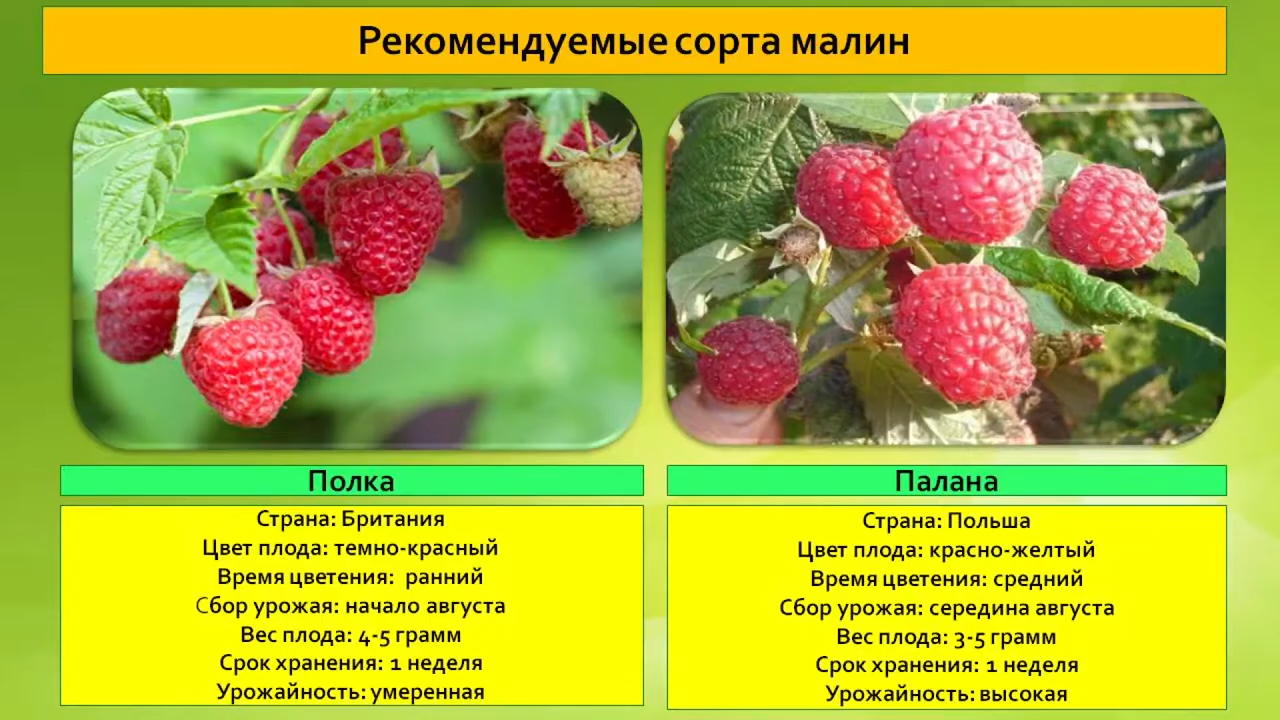 Рекомендуемые сорта малин
Полка
Страна: Британия
Цвет плода: темно-красный
Время цветения: ранний
Сбор урожая: начало августа
Вес плода: 4-5 грамм
Срок хранения: 1 неделя
Урожайность: умеренная
Палана
Страна: Польша
Цвет плода: красно-желтый
Время цветения: средний
Сбор урожая: середина августа
Вес плода: 3-5 грамм
Срок хранения: 1 неделя
Урожайность: высокая